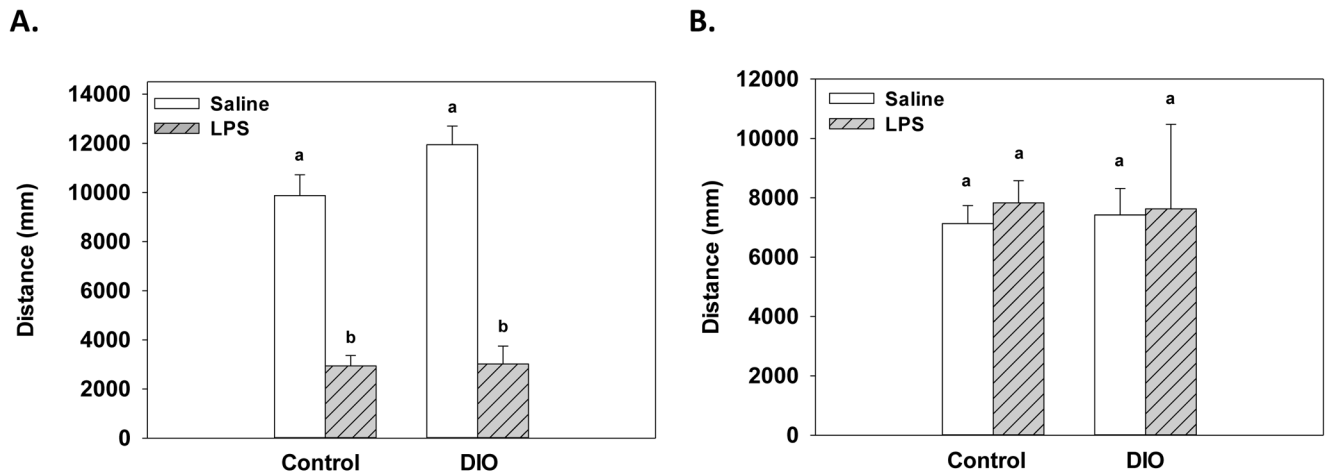 A.
Distance (mm)
14000
12000
10000
8000
6000
4000
2000
0
Saline
LPS
a
b
a
b
Control
DIO
B.
Distance (mm)
12000
10000
8000
6000
4000
2000
0
Saline
LPS
a
a
a
a
Control
DIO